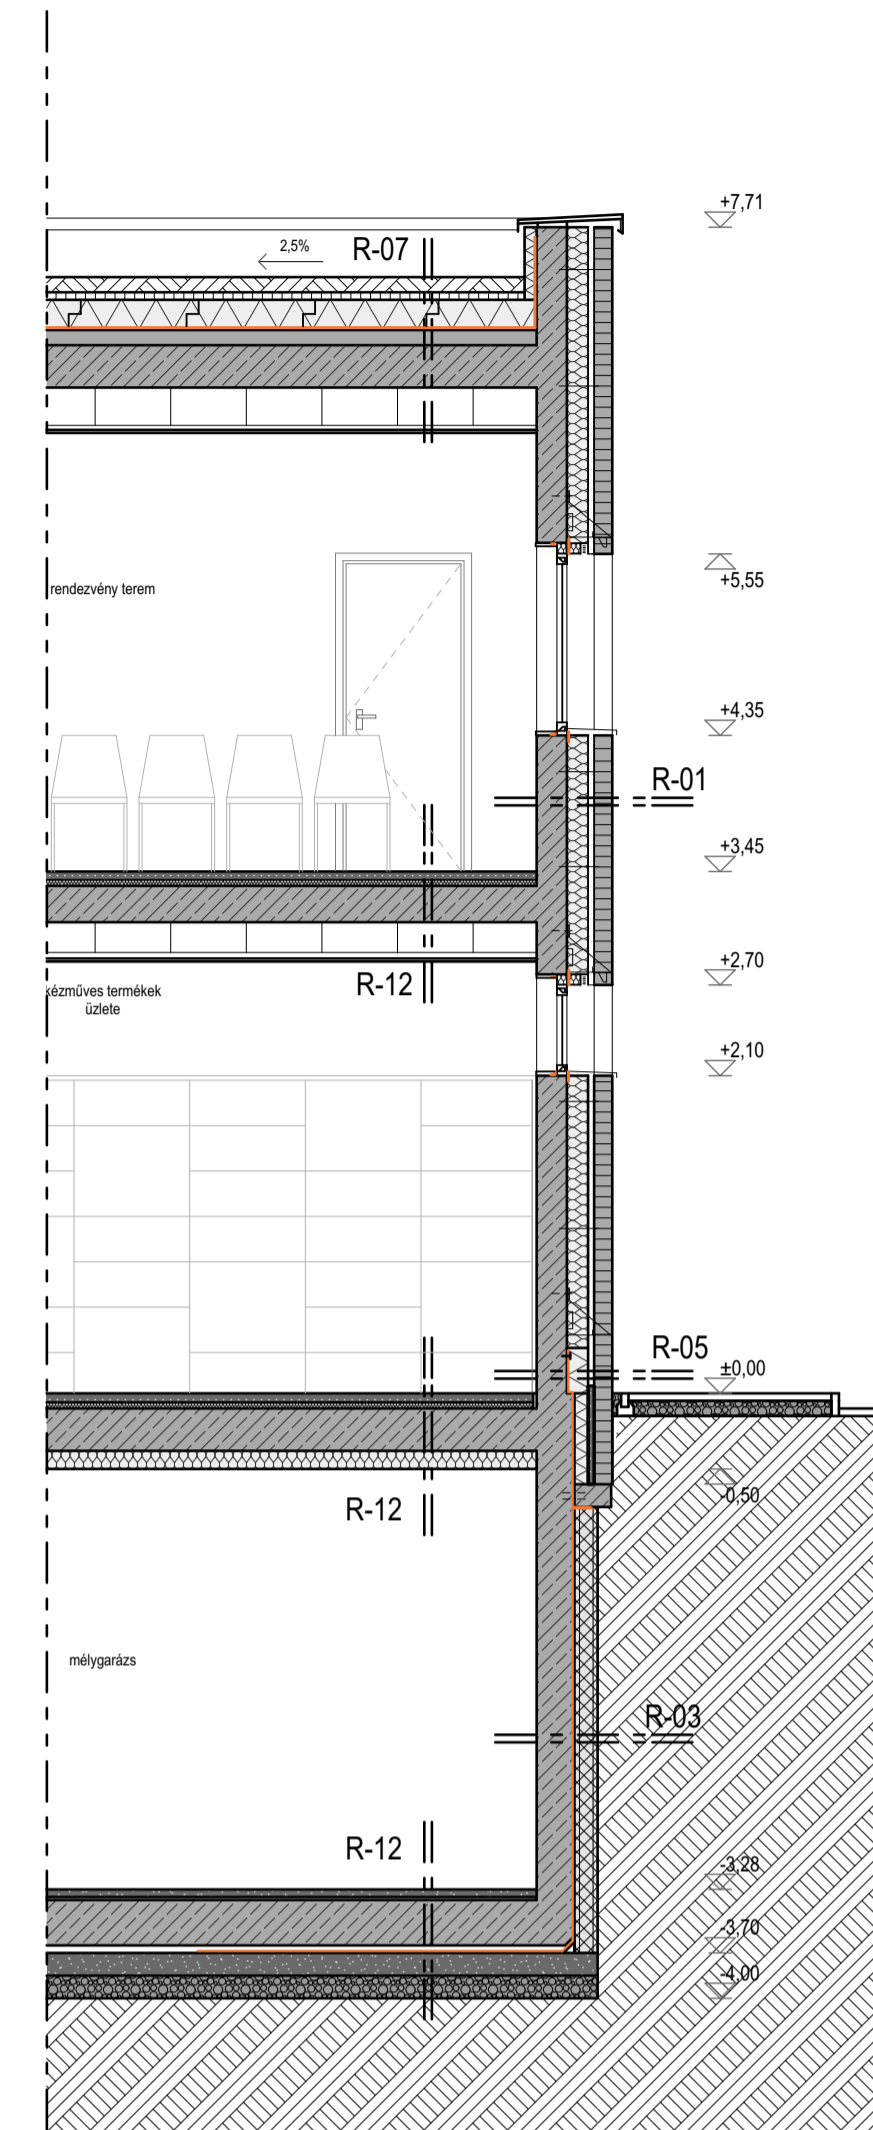 +7,71
2,5%
R-07
rendezvény terem
+5,55
+4,35
R-01
+3,45
+2,70
R-12
kézműves termékek
üzlete
+2,10
R-05
±0,00
-0,50
R-12
mélygarázs
R-03
R-12
-3,28
-3,70
-4,00